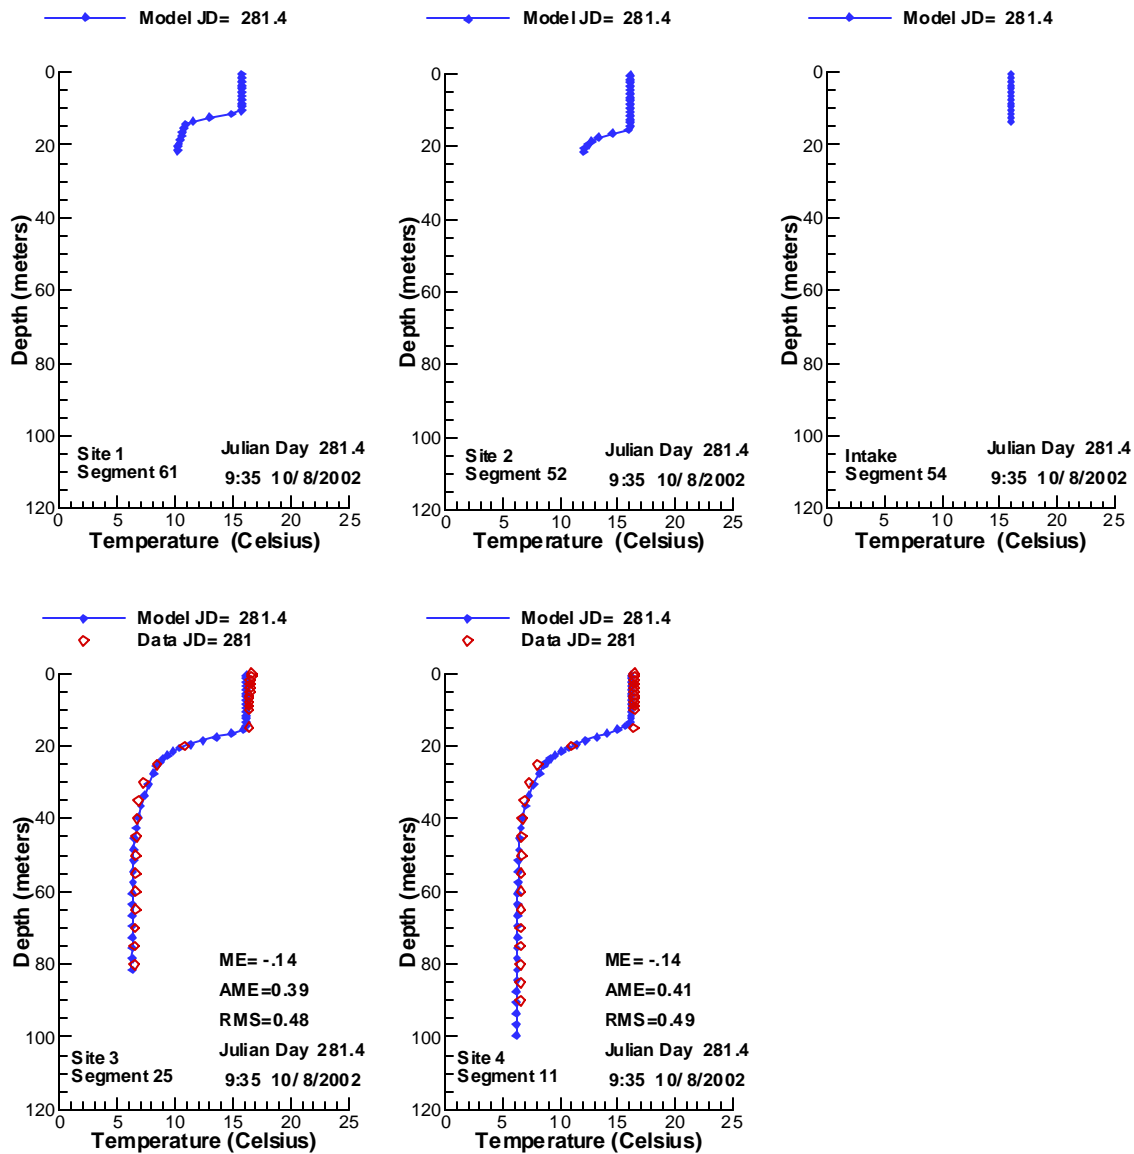 Model JD= 281.4
Model JD= 281.4
Model JD= 281.4
0
20
40
60
80
100
120
Depth (meters)
Site 1
Segment 61
Julian Day 281.4
9:35 10/ 8/2002
0 5 10 15 20 25
Temperature (Celsius)
0
20
40
60
80
100
120
Depth (meters)
Site 2
Segment 52
Julian Day 281.4
9:35 10/ 8/2002
0 5 10 15 20 25
Temperature (Celsius)
0
20
40
60
80
100
120
Depth (meters)
Intake
Segment 54
Julian Day 281.4
9:35 10/ 8/2002
0 5 10 15 20 25
Temperature (Celsius)
Model JD= 281.4
Data JD= 281
0
20
40
60
80
100
120
Depth (meters)
ME= -.14
AME=0.39
RMS=0.48
Site 3
Segment 25
Julian Day 281.4
9:35 10/ 8/2002
0 5 10 15 20 25
Temperature (Celsius)
Model JD= 281.4
Data JD= 281
0
20
40
60
80
100
120
Depth (meters)
ME= -.14
AME=0.41
RMS=0.49
Site 4
Segment 11
Julian Day 281.4
9:35 10/ 8/2002
0 5 10 15 20 25
Temperature (Celsius)